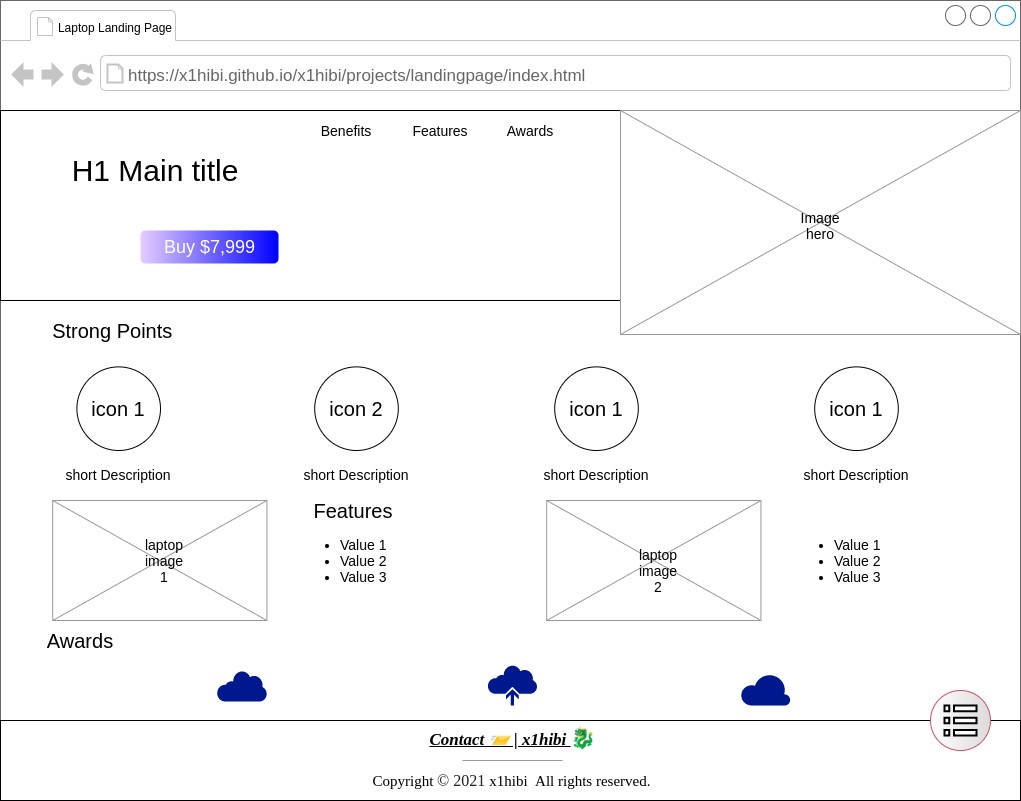 Laptop Landing Page
https://x1hibi.github.io/x1hibi/projects/landingpage/index.html
Benefits Features Awards
H1 Main title
Image
hero
Buy $7,999
Strong Points
icon 1 icon 2 icon 1 icon 1
short Description short Description short Description short Description
laptop
image
1
Features
Value 1
Value 2
Value 3
laptop
image
2
Value 1
Value 2
Value 3
Awards
Contact | x1hibi
Copyright © 2021 x1hibi All rights reserved.